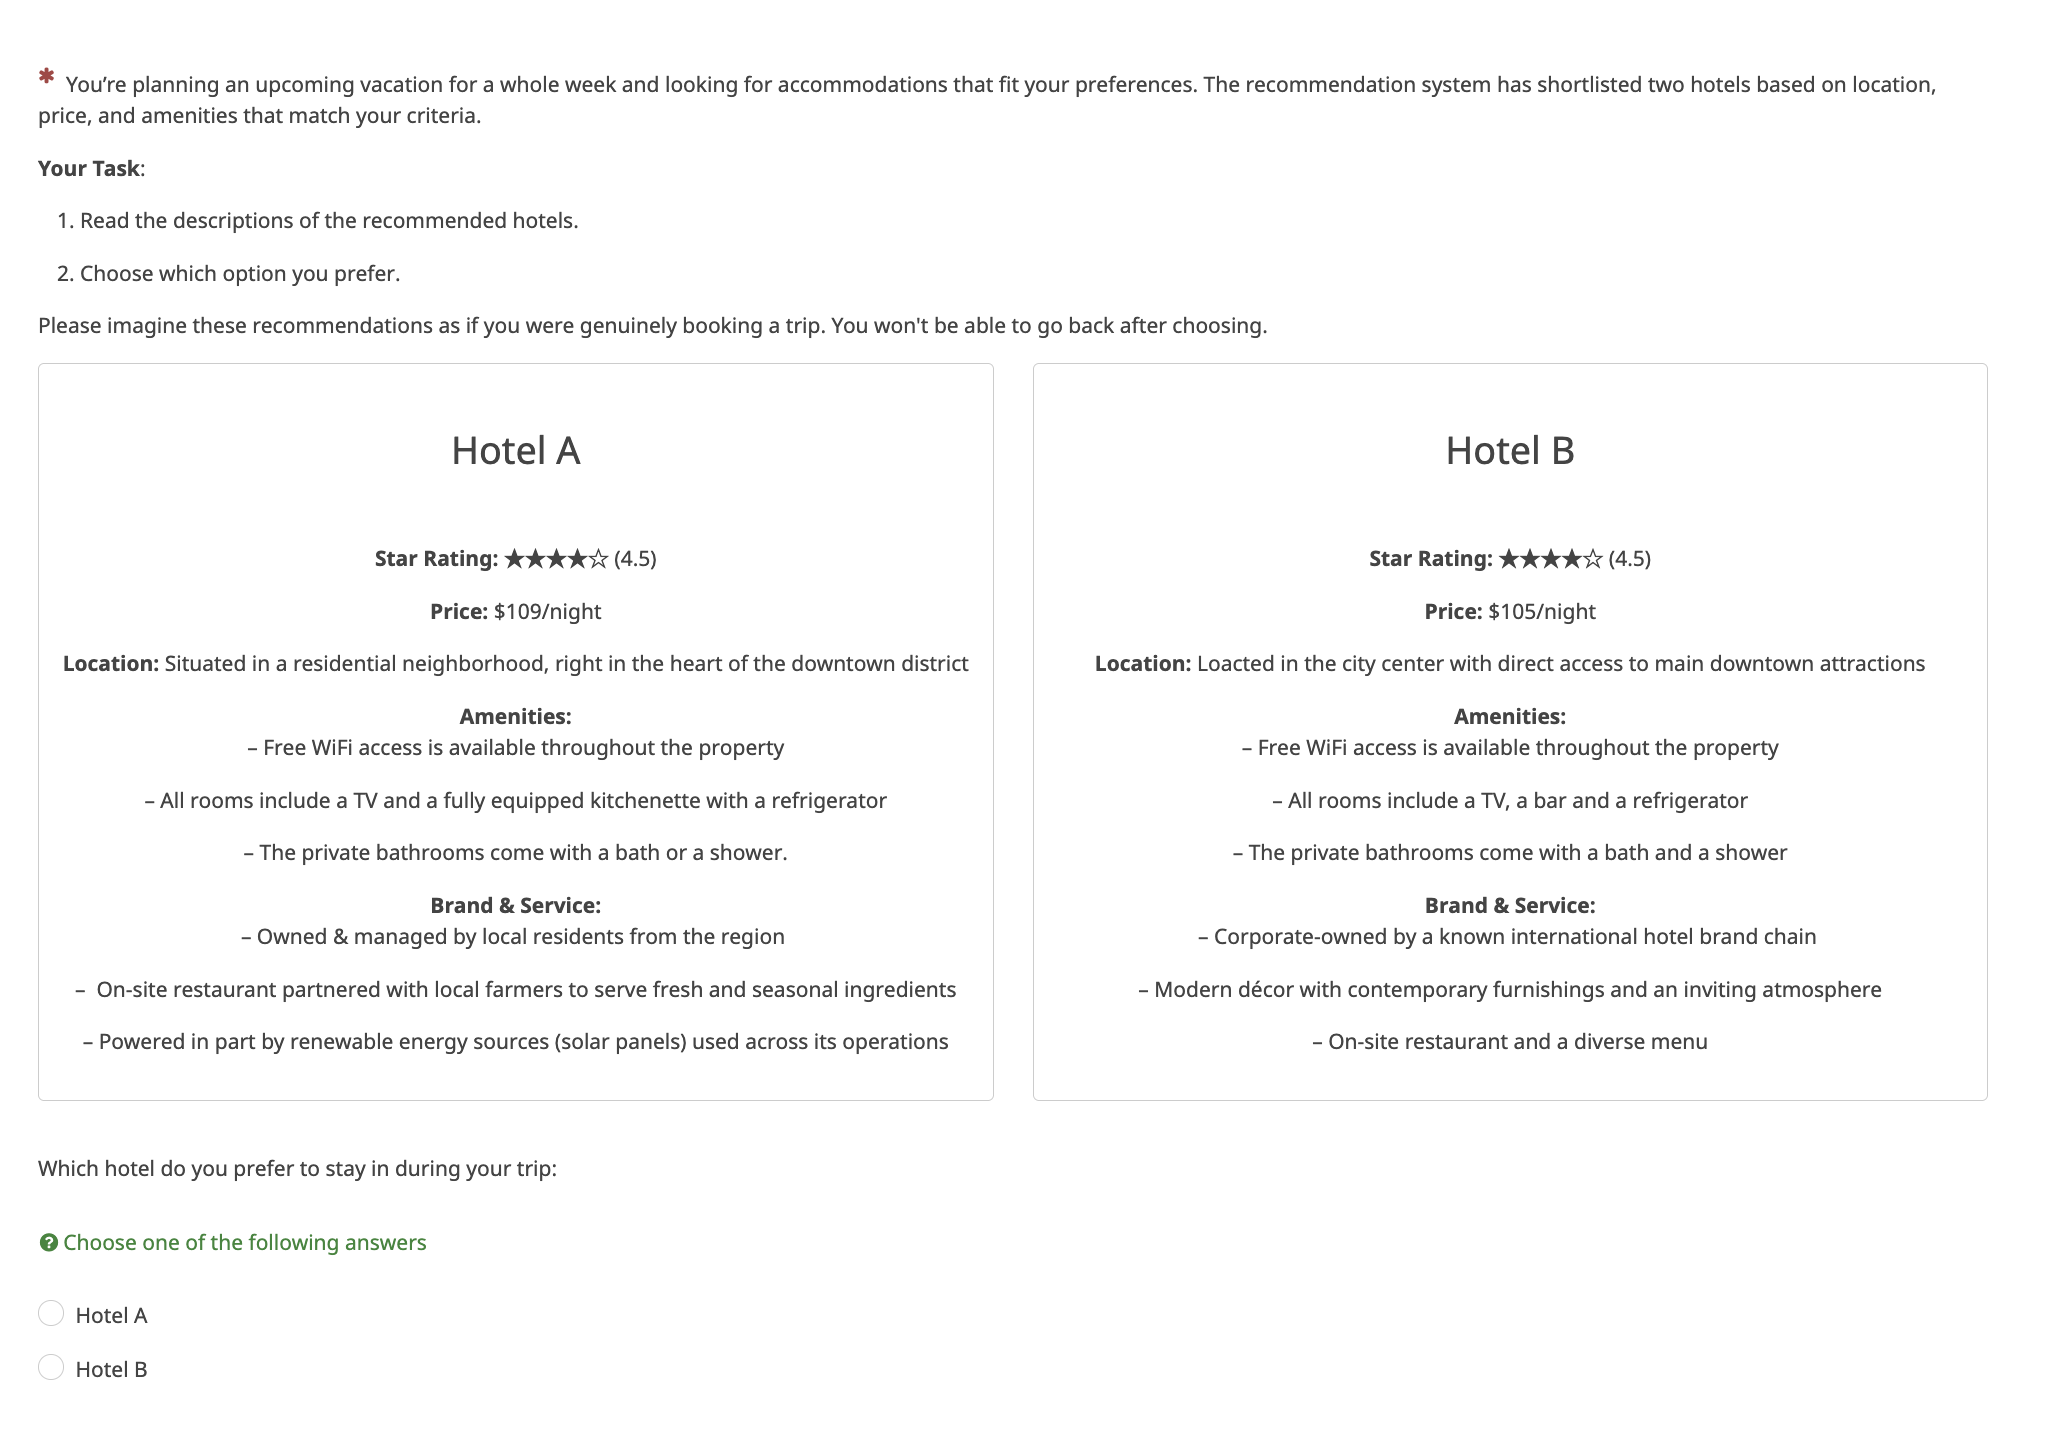 * You’re planning an upcoming vacation for a whole week and looking for accommodations that fit your preferences. The recommendation system has shortlisted two hotels based on location,
price, and amenities that match your criteria.
Your Task:
1. Read the descriptions of the recommended hotels.
2. Choose which option you prefer.
Please imagine these recommendations as if you were genuinely booking a trip. You won't be able to go back after choosing.
Hotel A
Star Rating: ★★★★☆ (4.5)
Price: $109/night
Location: Situated in a residential neighborhood, right in the heart of the downtown district
Amenities:
– Free WiFi access is available throughout the property
– All rooms include a TV and a fully equipped kitchenette with a refrigerator
– The private bathrooms come with a bath or a shower.
Brand & Service:
– Owned & managed by local residents from the region
– On-site restaurant partnered with local farmers to serve fresh and seasonal ingredients
– Powered in part by renewable energy sources (solar panels) used across its operations
Hotel B
Star Rating: ★★★★☆ (4.5)
Price: $105/night
Location: Loacted in the city center with direct access to main downtown attractions
Amenities:
– Free WiFi access is available throughout the property
– All rooms include a TV, a bar and a refrigerator
– The private bathrooms come with a bath and a shower
Brand & Service:
– Corporate-owned by a known international hotel brand chain
– Modern décor with contemporary furnishings and an inviting atmosphere
– On-site restaurant and a diverse menu
Which hotel do you prefer to stay in during your trip:
? Choose one of the following answers
Hotel A
Hotel B